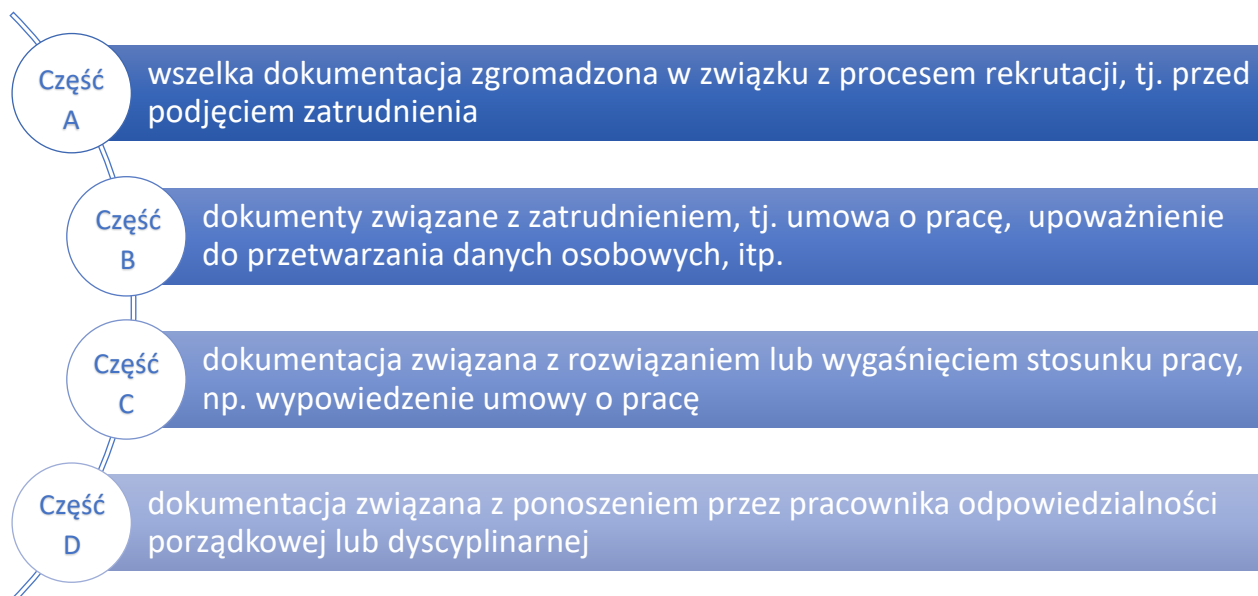 Część
A
wszelka dokumentacja zgromadzona w związku z procesem rekrutacji, tj. przed
podjęciem zatrudnienia
Część
B
dokumenty związane z zatrudnieniem, tj. umowa o pracę, upoważnienie
do przetwarzania danych osobowych, itp.
Część
C
dokumentacja związana z rozwiązaniem lub wygaśnięciem stosunku pracy,
np. wypowiedzenie umowy o pracę
Część
D
dokumentacja związana z ponoszeniem przez pracownika odpowiedzialności
porządkowej lub dyscyplinarnej